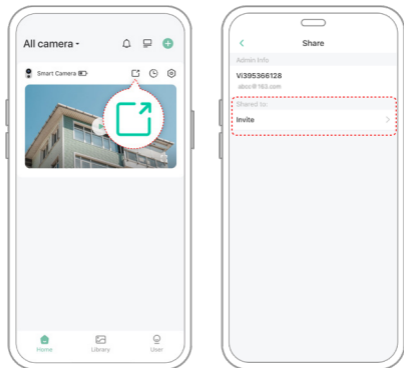 All camera
Smart Camera
Home
Library
User
Share
Admin Info
Vi395366128
abcc@163.com
Shared to:
Invite